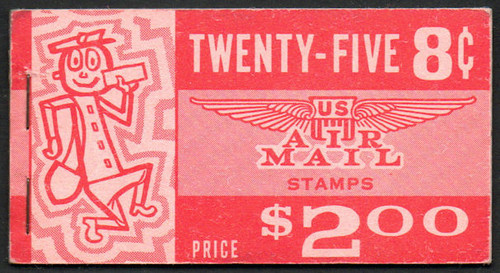 TWENTY-FIVE 8¢
US
AIR
MAIL
STAMPS
PRICE $2.00